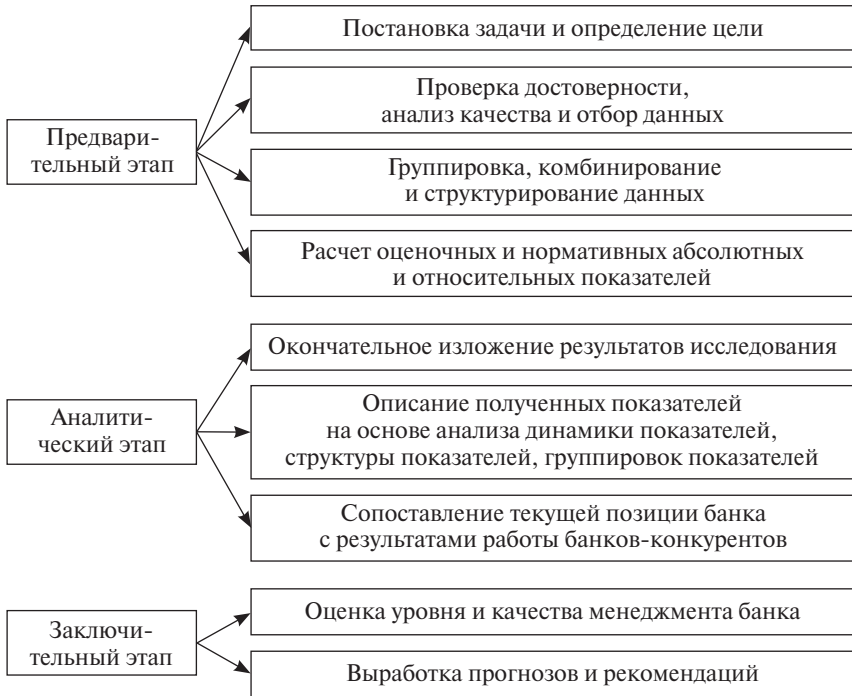 Предвари-
тельный этап
Постановка задачи и определение цели
Проверка достоверности,
анализ качества и отбор данных
Группировка, комбинирование
и структурирование данных
Расчет оценочных и нормативных абсолютных
и относительных показателей
Аналити-
ческий этап
Окончательное изложение результатов исследования
Описание полученных показателей
на основе анализа динамики показателей,
структуры показателей, группировок показателей
Сопоставление текущей позиции банка
с результатами работы банков-конкурентов
Заключи-
тельный этап
Оценка уровня и качества менеджмента банка
Выработка прогнозов и рекомендаций